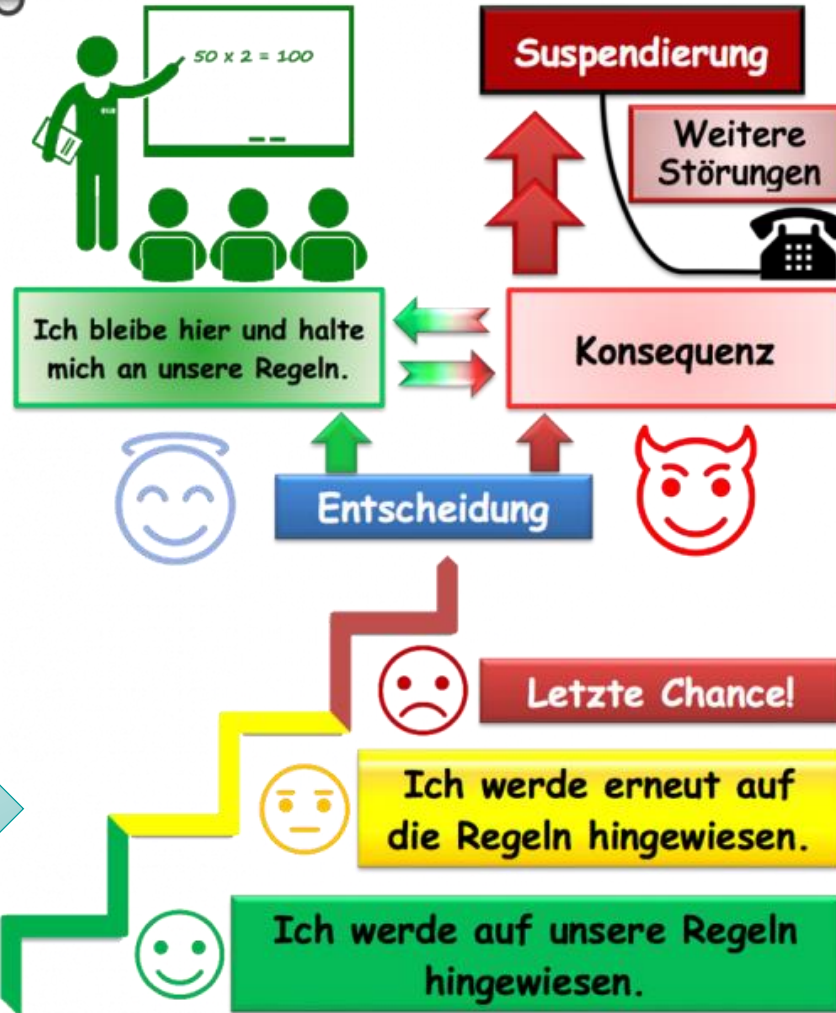 50 x 2 = 100
Suspendierung
Weitere
Störungen
Ich bleibe hier und halte
mich an unsere Regeln.
Konsequenz
Entscheidung
Letzte Chance!
Ich werde erneut auf
die Regeln hingewiesen.
Ich werde auf unsere Regeln
hingewiesen.